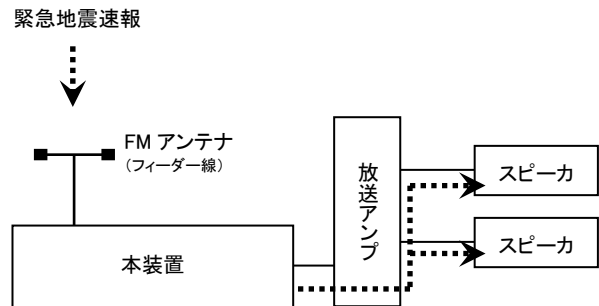 緊急地震速報
FM アンテナ
(フィーダー線)
放送アンプ
スピーカ
スピーカ
本装置